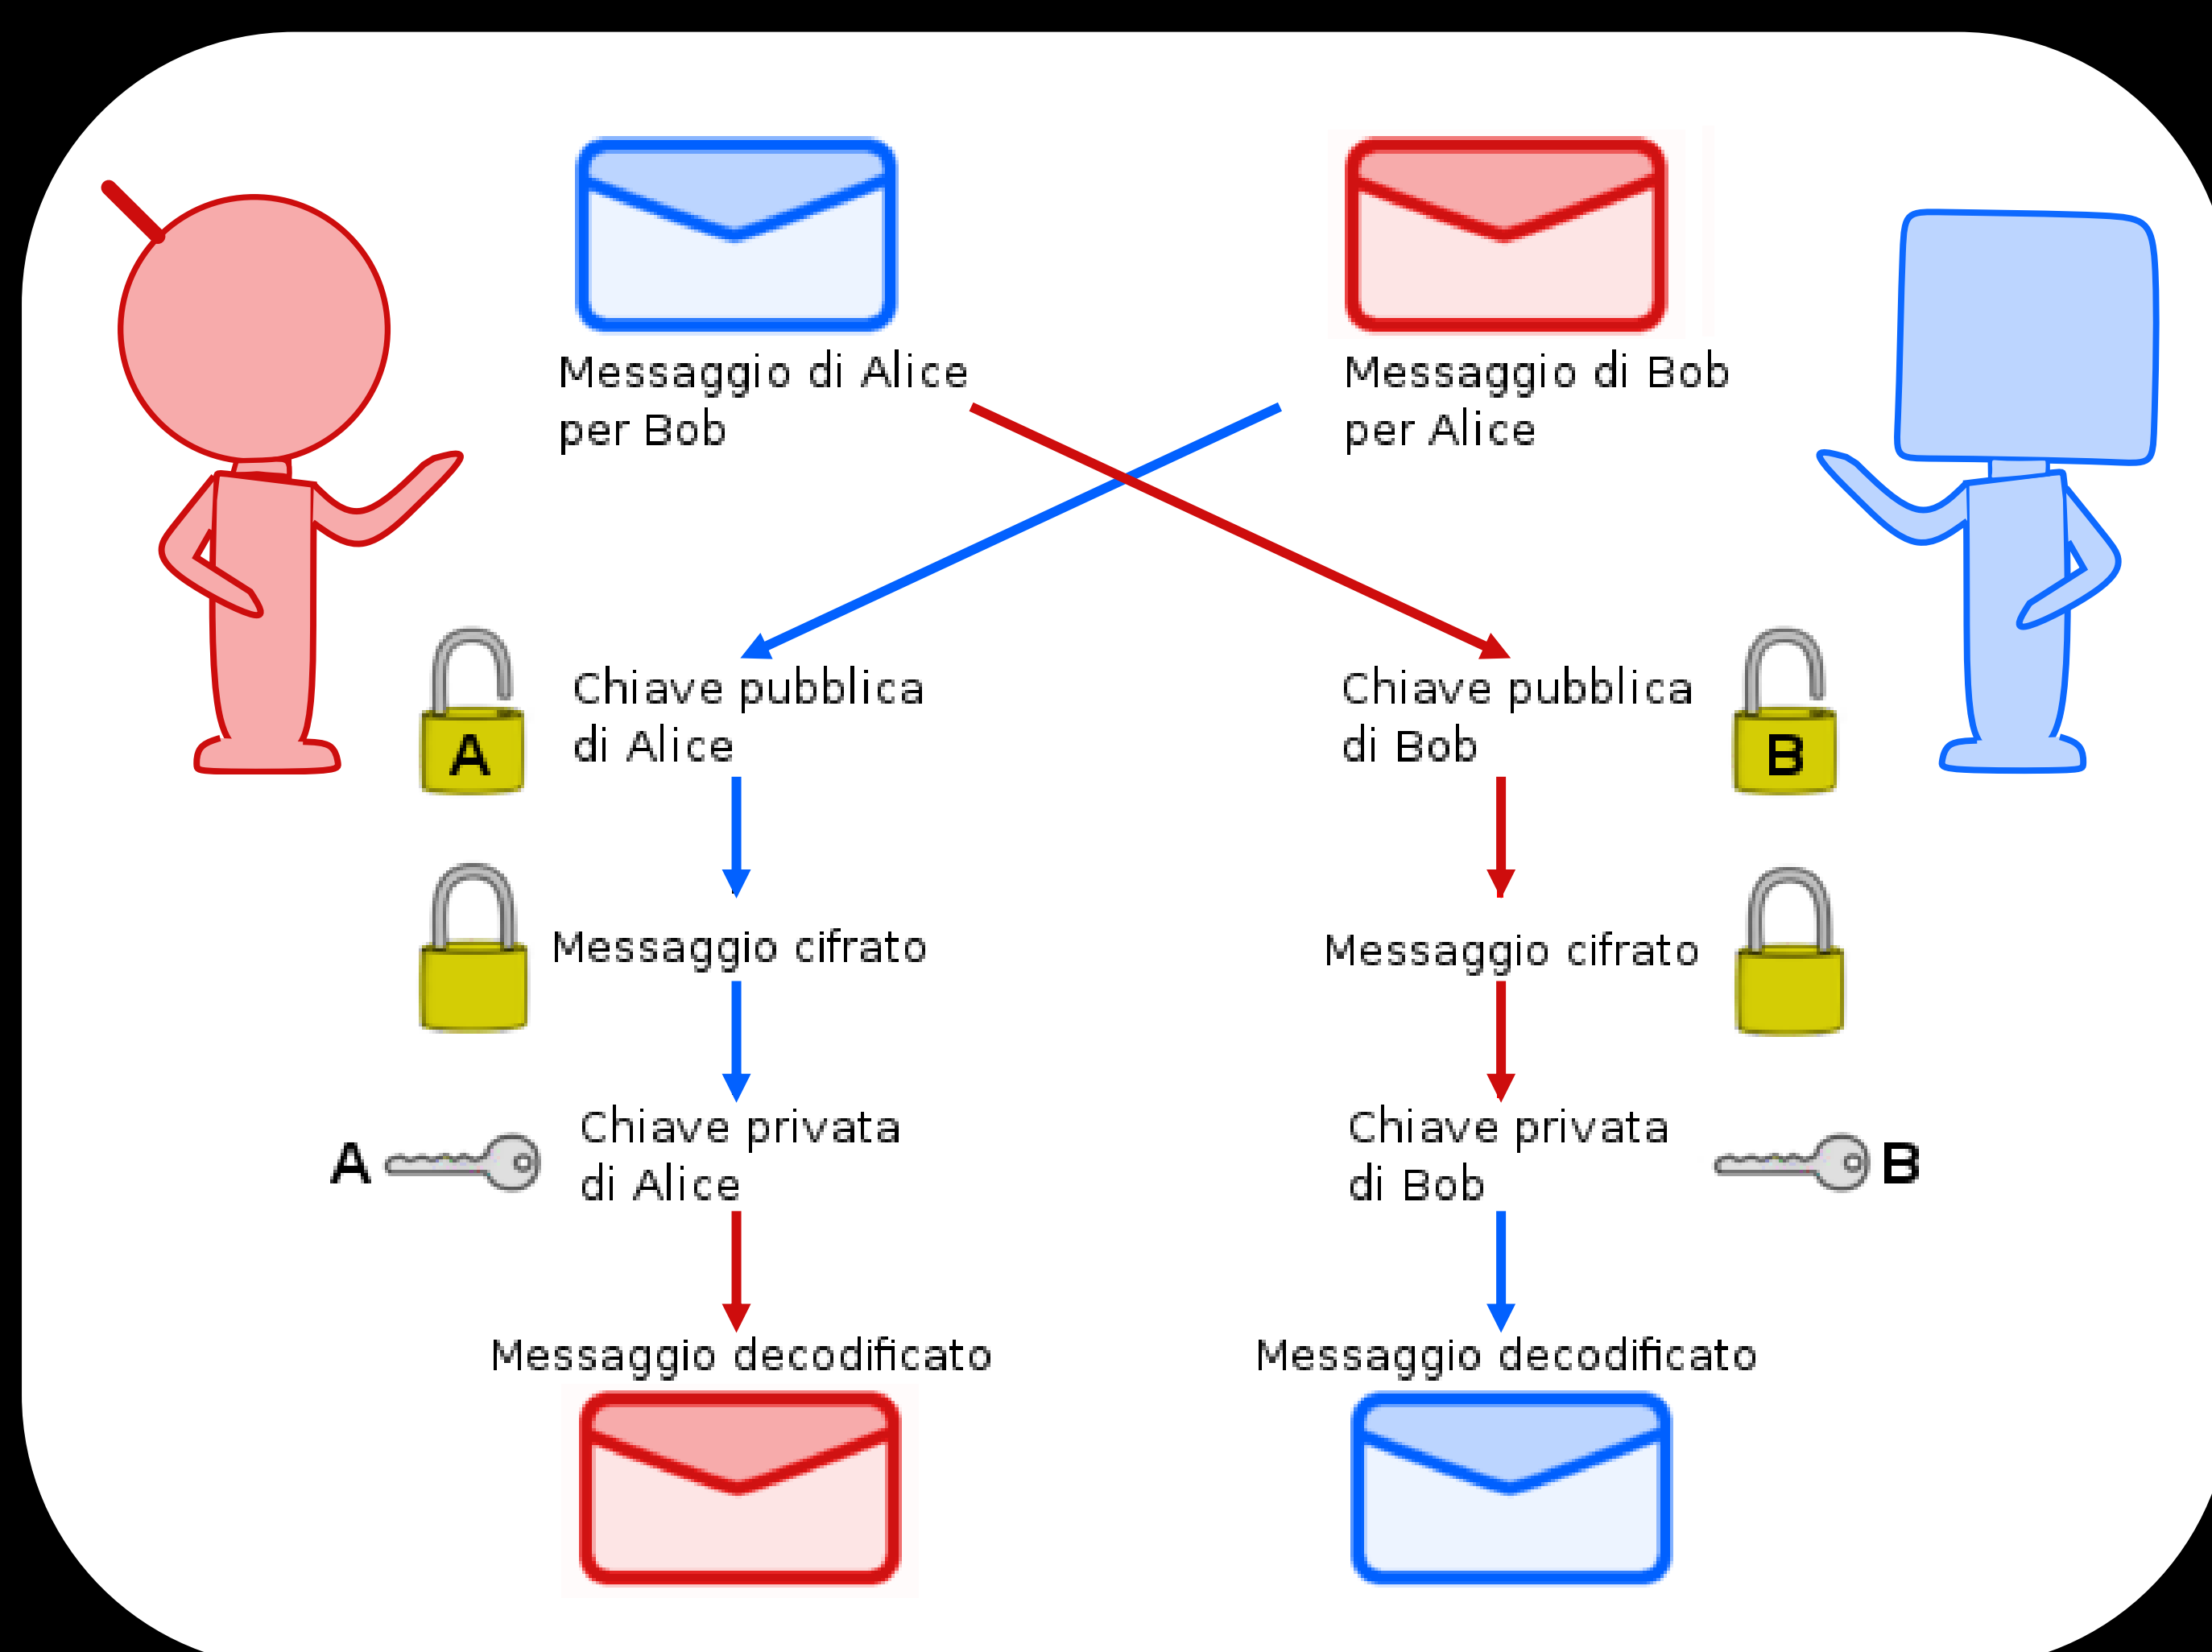 Messaggio di Alice
per Bob
Messaggio di Bob
per Alice
Chiave pubblica
di Alice
A
Chiave pubblica
di Bob
B
Messaggio cifrato
Messaggio cifrato
A
Chiave privata
di Alice
Chiave privata
di Bob
B
Messaggio decodificato
Messaggio decodificato